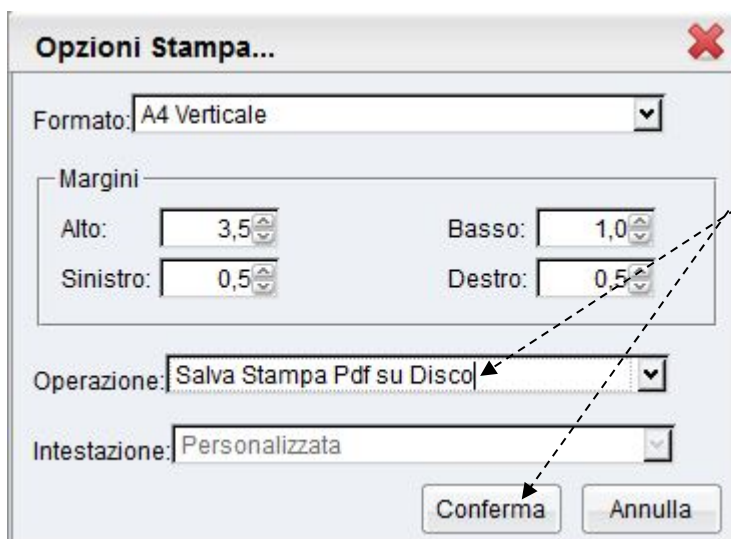 Opzioni Stampa...
Formato: A4 Verticale
Margini
Alto: 3,5 Basso: 1,0
Sinistro: 0,5 Destro: 0,5
Operazione: Salva Stampa Pdf su Disco
Intestazione: Personalizzata
Conferma Annulla